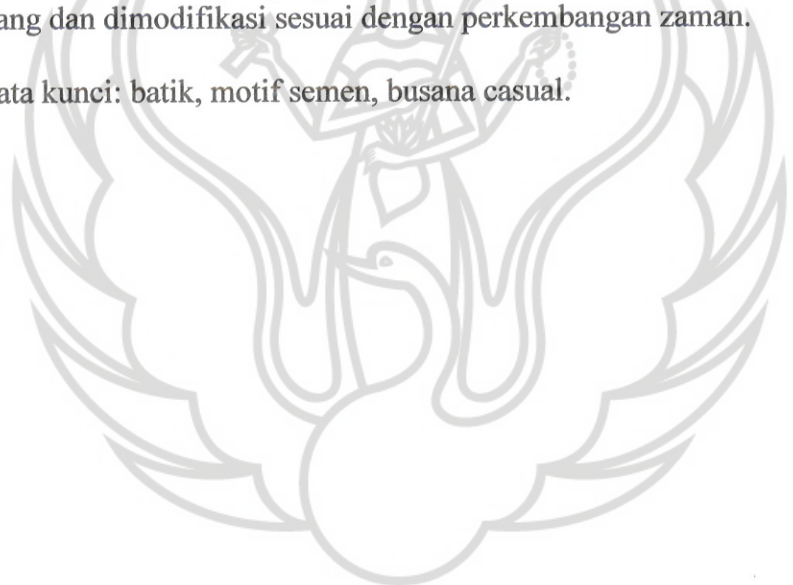 ang dan dimodifikasi sesuai dengan perkembangan zaman.
ata kunci: batik, motif semen, busana casual.